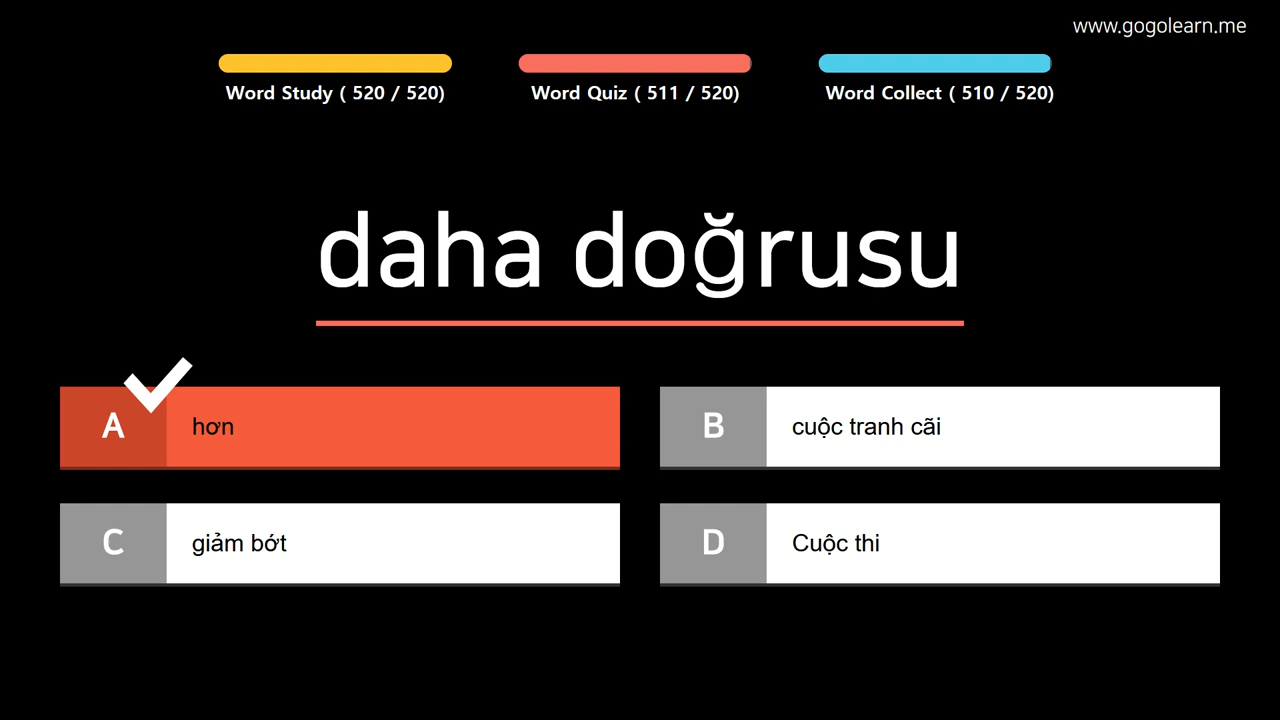 www.gogolearn.me
Word Study ( 520 / 520)
Word Quiz ( 511 / 520)
Word Collect ( 510 / 520)
daha doğrusu
A
hơn
B
cuộc tranh cãi
C
giảm bớt
D
Cuộc thi